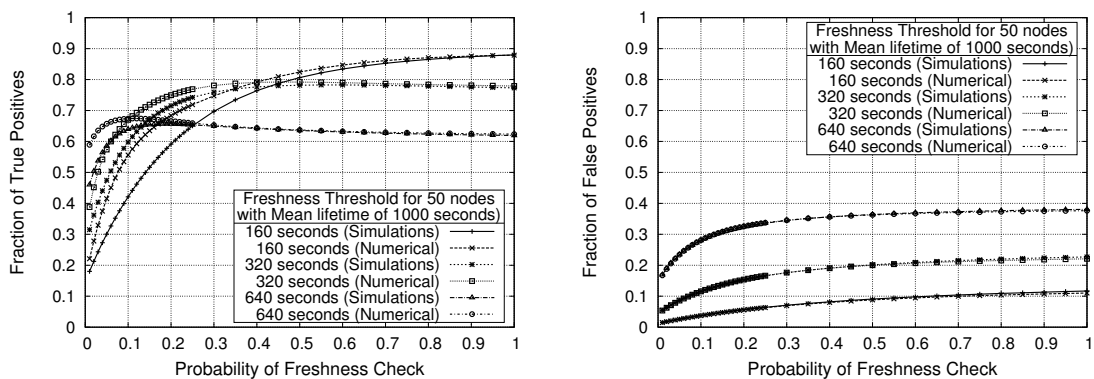 1
0.9
0.8
0.7
0.6
0.5
0.4
0.3
0.2
0.1
0
Fraction of True Positives
Freshness Threshold for 50 nodes
with Mean lifetime of 1000 seconds)
160 seconds (Simulations)
160 seconds (Numerical)
320 seconds (Simulations)
320 seconds (Numerical)
640 seconds (Simulations)
640 seconds (Numerical)
0 0.1 0.2 0.3 0.4 0.5 0.6 0.7 0.8 0.9 1
Probability of Freshness Check
1
0.9
0.8
0.7
0.6
0.5
0.4
0.3
0.2
0.1
0
Fraction of False Positives
Freshness Threshold for 50 nodes
with Mean lifetime of 1000 seconds)
160 seconds (Simulations)
160 seconds (Numerical)
320 seconds (Simulations)
320 seconds (Numerical)
640 seconds (Simulations)
640 seconds (Numerical)
0 0.1 0.2 0.3 0.4 0.5 0.6 0.7 0.8 0.9 1
Probability of Freshness Check